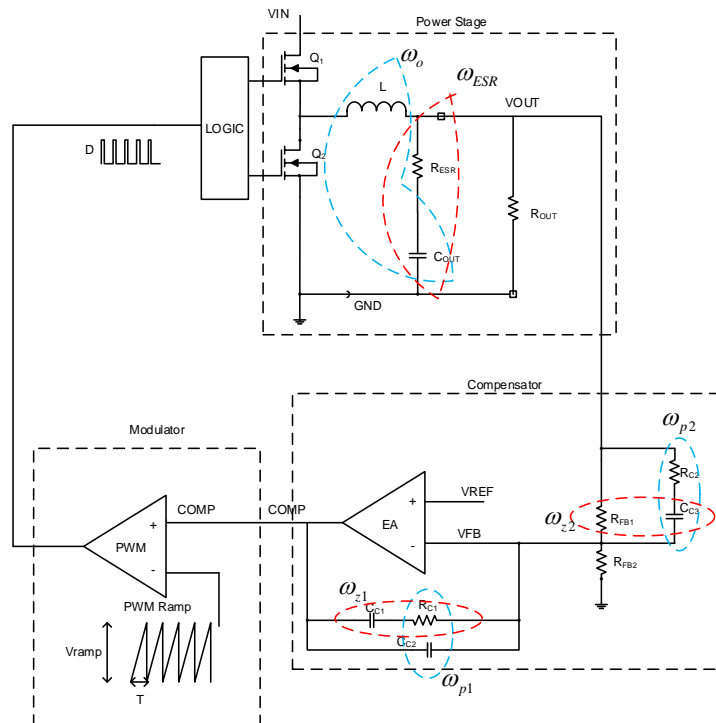 VIN
Power Stage
Q1
ωo
ωESR
L
VOUT
LOGIC
D
Q2
RESR
ROUT
COUT
GND
Compensator
Modulator
ωp2
RC2
COMP
COMP
VREF
EA
+
-
VFB
ωz2
RFB1
CC3
PWM
+
-
RFB2
ωz1
PWM Ramp
CC1
RC1
Vramp
CC2
ωp1
T